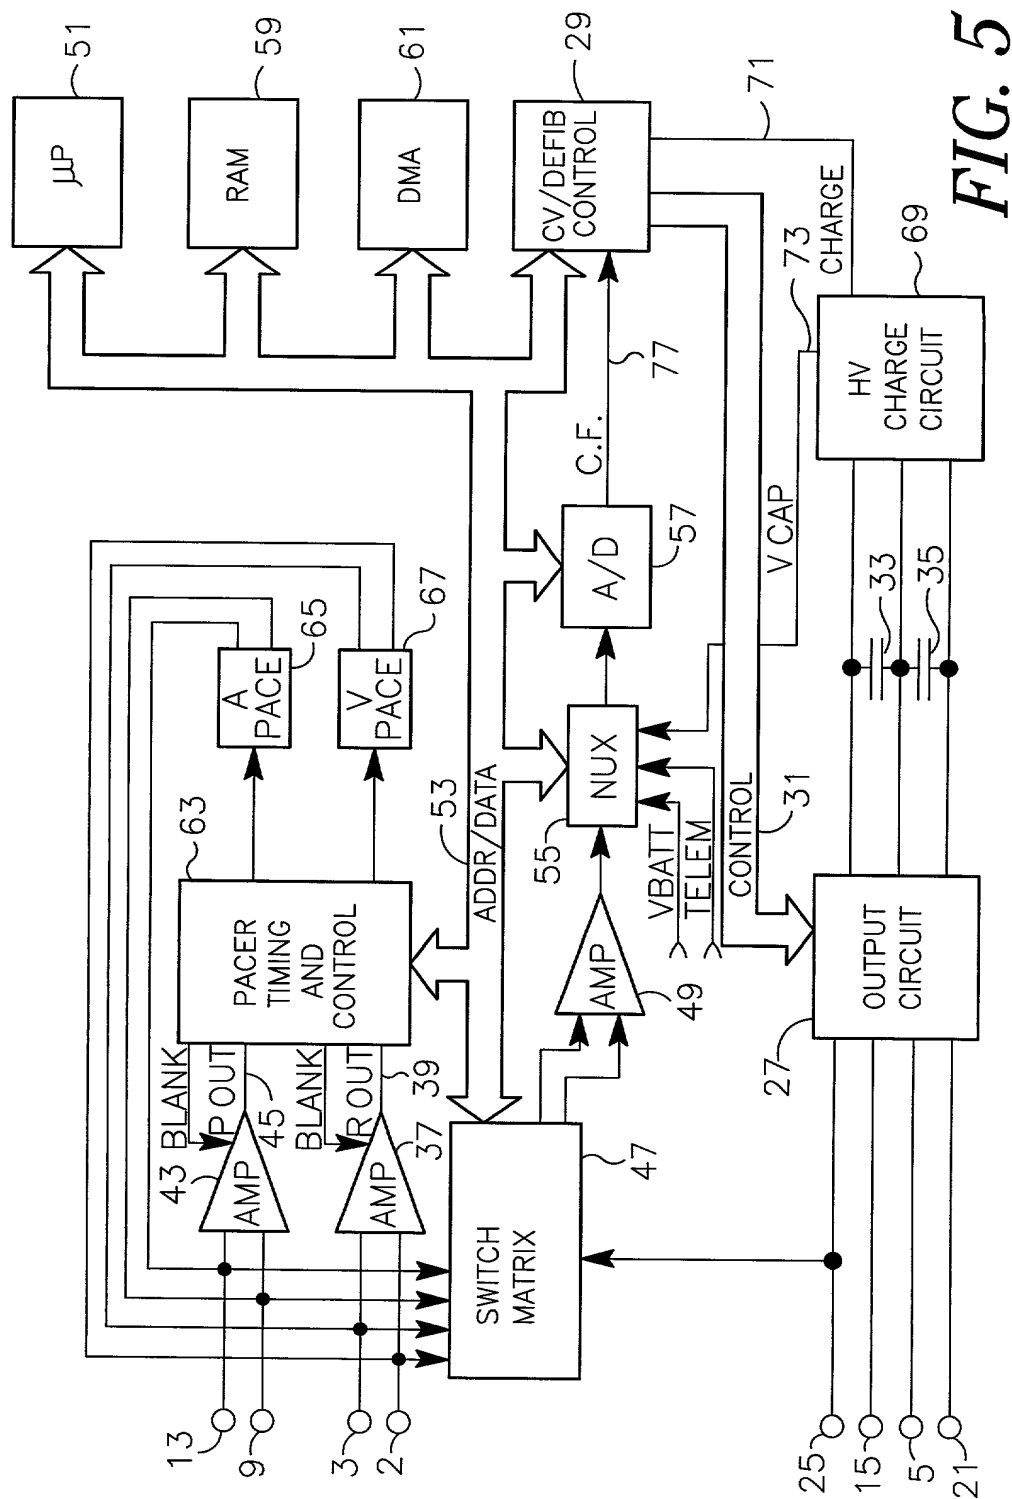 51
59
61
29
μP
RAM
DMA
CV/DEFIB
CONTROL
71
FIG. 5
73
CHARGE
69
HV
CHARGE
CIRCUIT
77
C.F.
57
A/D
V CAP
33
35
65
67
A
PACE
V
PACE
63
53
ADDR/DATA
55
NUX
VBATT
TELEM
CONTROL
31
PACER
TIMING
AND
CONTROL
AMP
49
OUTPUT
CIRCUIT
27
BLANK
P OUT
45
BLANK
R OUT
39
43
AMP
37
AMP
47
SWITCH
MATRIX
13
9
3
2
25
15
5
21